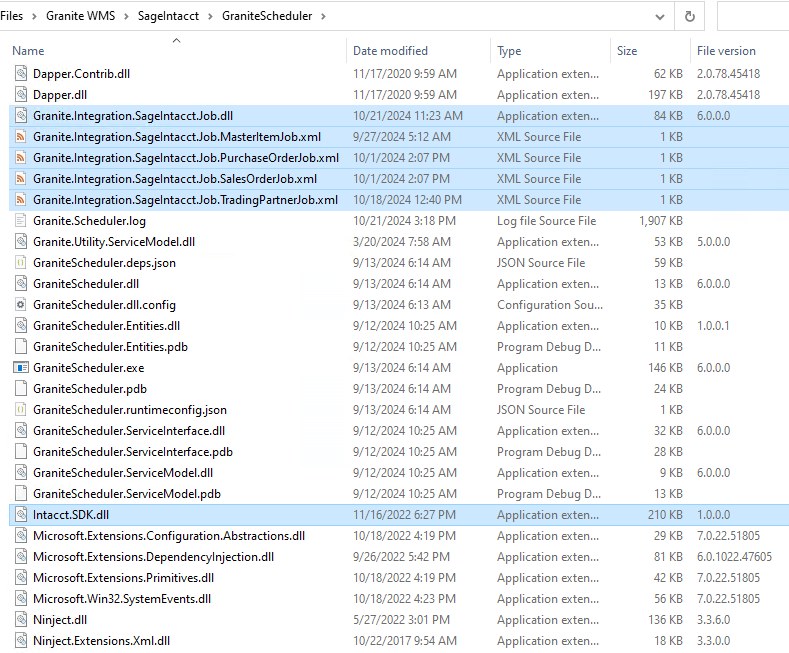 Files > Granite WMS > SageIntacct > GraniteScheduler >
Name Date modified Type Size File version
Dapper.Contrib.dll 11/17/2020 9:59 AM Application exten... 62 KB 2.0.78.45418
Dapper.dll 11/17/2020 9:59 AM Application exten... 197 KB 2.0.78.45418
Granite.Integration.SageIntacct.Job.dll 10/21/2024 11:23 AM Application exten... 84 KB 6.0.0.0
Granite.Integration.SageIntacct.Job.MasterItemJob.xml 9/27/2024 5:12 AM XML Source File 1 KB
Granite.Integration.SageIntacct.Job.PurchaseOrderJob.xml 10/1/2024 2:07 PM XML Source File 1 KB
Granite.Integration.SageIntacct.Job.SalesOrderJob.xml 10/1/2024 2:07 PM XML Source File 1 KB
Granite.Integration.SageIntacct.Job.TradingPartnerJob.xml 10/18/2024 12:40 PM XML Source File 1 KB
Granite.Scheduler.log 10/21/2024 3:18 PM Log file Source File 1,907 KB
Granite.Utility.ServiceModel.dll 3/20/2024 7:58 AM Application exten... 53 KB 5.0.0.0
GraniteScheduler.deps.json 9/13/2024 6:14 AM JSON Source File 59 KB
GraniteScheduler.dll 9/13/2024 6:14 AM Application exten... 13 KB 6.0.0.0
GraniteScheduler.dll.config 9/13/2024 6:13 AM Configuration Sou... 35 KB
GraniteScheduler.Entities.dll 9/12/2024 10:25 AM Application exten... 10 KB 1.0.0.1
GraniteScheduler.Entities.pdb 9/12/2024 10:25 AM Program Debug D... 11 KB
GraniteScheduler.exe 9/13/2024 6:14 AM Application 146 KB 6.0.0.0
GraniteScheduler.pdb 9/13/2024 6:14 AM Program Debug D... 24 KB
GraniteScheduler.runtimeconfig.json 9/13/2024 6:14 AM JSON Source File 1 KB
GraniteScheduler.ServiceInterface.dll 9/12/2024 10:25 AM Application exten... 32 KB 6.0.0.0
GraniteScheduler.ServiceInterface.pdb 9/12/2024 10:25 AM Program Debug D... 28 KB
GraniteScheduler.ServiceModel.dll 9/12/2024 10:25 AM Application exten... 9 KB 6.0.0.0
GraniteScheduler.ServiceModel.pdb 9/12/2024 10:25 AM Program Debug D... 13 KB
Intacct.SDK.dll 11/16/2022 6:27 PM Application exten... 210 KB 1.0.0.0
Microsoft.Extensions.Configuration.Abstractions.dll 10/18/2022 4:19 PM Application exten... 29 KB 7.0.22.51805
Microsoft.Extensions.DependencyInjection.dll 9/26/2022 5:42 PM Application exten... 81 KB 6.0.1022.47605
Microsoft.Extensions.Primitives.dll 10/18/2022 4:19 PM Application exten... 42 KB 7.0.22.51805
Microsoft.Win32.SystemEvents.dll 10/18/2022 4:23 PM Application exten... 56 KB 7.0.22.51805
Ninject.dll 5/27/2022 3:01 PM Application exten... 136 KB 3.3.6.0
Ninject.Extensions.Xml.dll 10/22/2017 9:54 AM Application exten... 18 KB 3.3.0.0